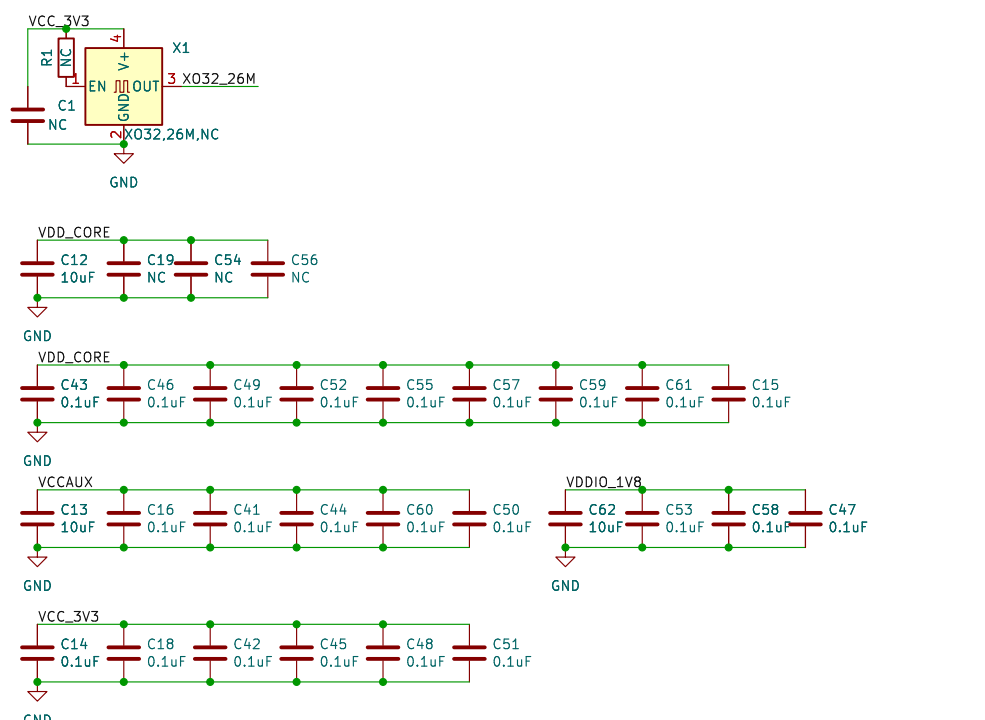 VCC_3V3
R1
NC
4
V+
X1
1
EN
OUT
3
XO32_26M
GND
C1
NC
2
XO32,26M,NC
GND
VDD_CORE
C12 C19 C54 C56
10uF NC NC NC
GND
VDD_CORE
C43 C46 C49 C52 C55 C57 C59 C61 C15
0.1uF 0.1uF 0.1uF 0.1uF 0.1uF 0.1uF 0.1uF 0.1uF 0.1uF
GND
VCCAUX
C13 C16 C41 C44 C60 C50
10uF 0.1uF 0.1uF 0.1uF 0.1uF 0.1uF
GND
VDDIO_1V8
C62 C53 C58 C47
10uF 0.1uF 0.1uF 0.1uF
GND
VCC_3V3
C14 C18 C42 C45 C48 C51
0.1uF 0.1uF 0.1uF 0.1uF 0.1uF 0.1uF
GND